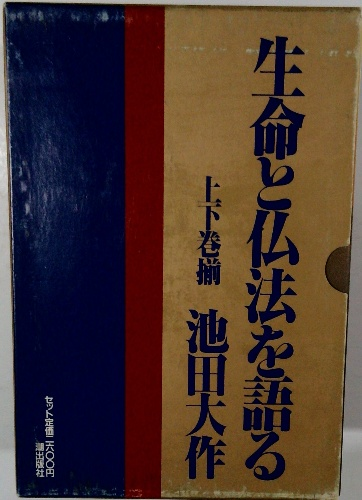 生命と仏法を語る
上下巻揃
池田大作
セット定価二六〇〇円
潮出版社